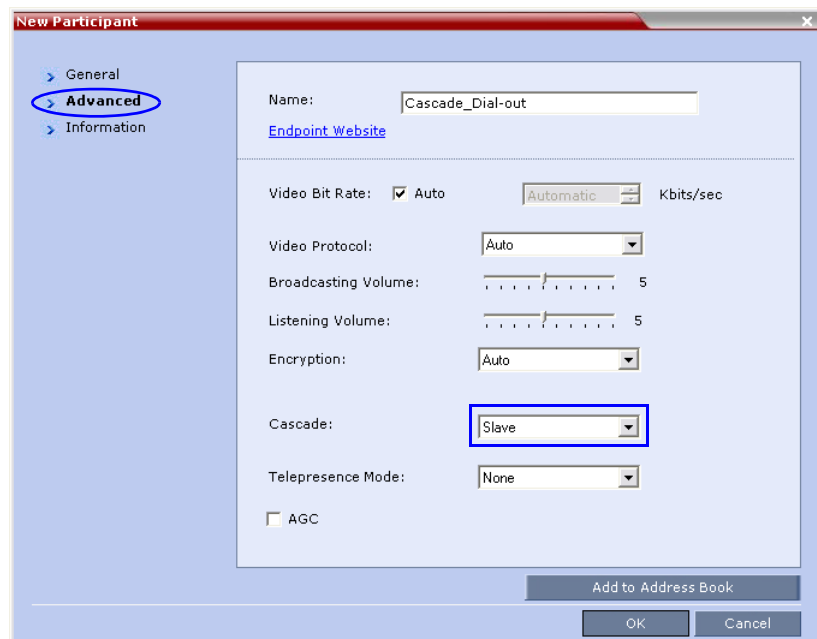 New Participant
General
Advanced
Information
Name: Cascade_Dial-out
Endpoint Website
Video Bit Rate: Auto Automatic Kbits/sec
Video Protocol: Auto
Broadcasting Volume: 5
Listening Volume: 5
Encryption: Auto
Cascade: Slave
Telepresence Mode: None
AGC
Add to Address Book
OK Cancel